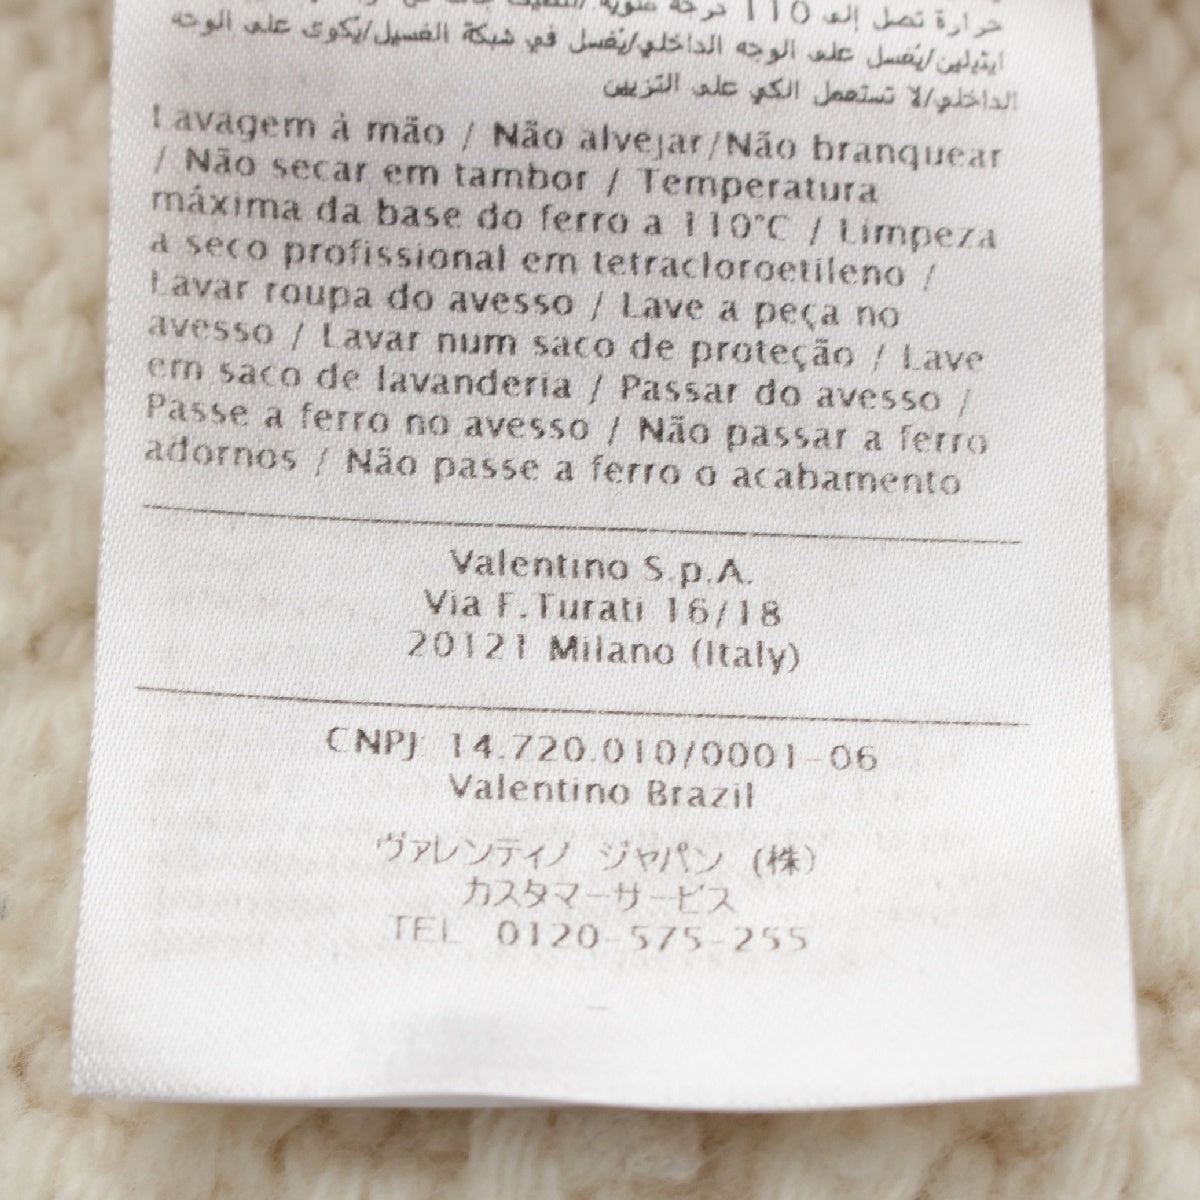 حرارة تصل إلى 110 درجة مئوية
ايثيلين/يُغسل على الوجه الداخلي/يُغسل في شبكة الغسيل/يُكوى على الوجه
الداخلي/لا تستعمل الكي على التزيين
Lavagem à mão / Não alvejar/Não branquear
/ Não secar em tambor / Temperatura
máxima da base do ferro a 110°C / Limpeza
a seco profissional em tetracloroetileno /
Lavar roupa do avesso / Lave a peça no
avesso / Lavar num saco de proteção / Lave
em saco de lavanderia / Passar do avesso /
Passe a ferro no avesso / Não passar a ferro
adornos / Não passe a ferro o acabamento
Valentino S.p.A.
Via F.Turati 16/18
20121 Milano (Italy)
CNPJ 14.720.010/0001-06
Valentino Brazil
ヴァレンティノ ジャパン (株)
カスタマーサービス
TEL 0120-575-255